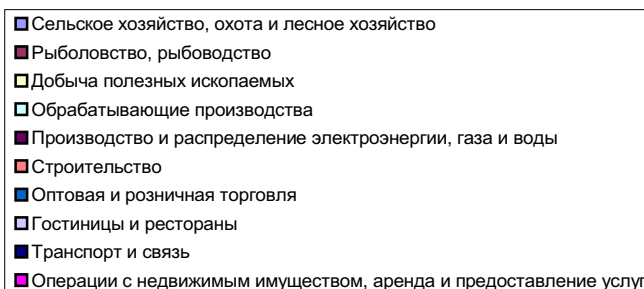 Сельское хозяйство, охота и лесное хозяйство
Рыболовство, рыбоводство
Добыча полезных ископаемых
Обрабатывающие производства
Производство и распределение электроэнергии, газа и воды
Строительство
Оптовая и розничная торговля
Гостиницы и рестораны
Транспорт и связь
Операции с недвижимым имуществом, аренда и предоставление услуг